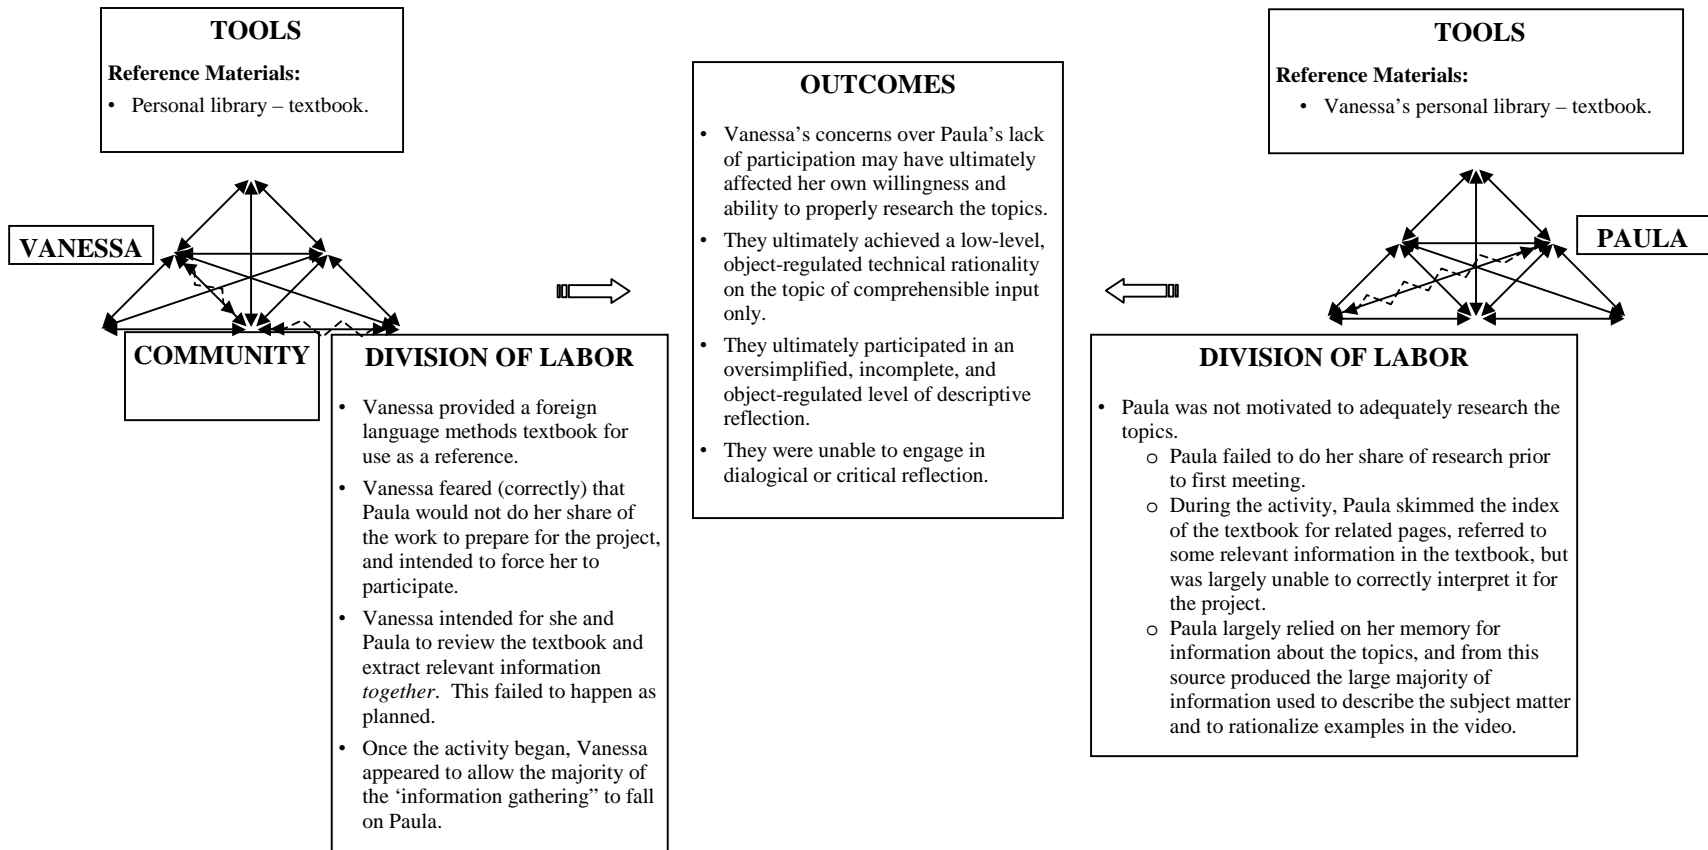 TOOLS
Reference Materials:
• Personal library – textbook.
VANESSA
COMMUNITY
DIVISION OF LABOR
• Vanessa provided a foreign
language methods textbook for
use as a reference.
• Vanessa feared (correctly) that
Paula would not do her share of
the work to prepare for the project,
and intended to force her to
participate.
• Vanessa intended for she and
Paula to review the textbook and
extract relevant information
together. This failed to happen as
planned.
• Once the activity began, Vanessa
appeared to allow the majority of
the ‘information gathering” to fall
on Paula.
OUTCOMES
• Vanessa’s concerns over Paula’s lack
of participation may have ultimately
affected her own willingness and
ability to properly research the topics.
• They ultimately achieved a low-level,
object-regulated technical rationality
on the topic of comprehensible input
only.
• They ultimately participated in an
oversimplified, incomplete, and
object-regulated level of descriptive
reflection.
• They were unable to engage in
dialogical or critical reflection.
TOOLS
Reference Materials:
• Vanessa’s personal library – textbook.
PAULA
DIVISION OF LABOR
• Paula was not motivated to adequately research the
topics.
o Paula failed to do her share of research prior
to first meeting.
o During the activity, Paula skimmed the index
of the textbook for related pages, referred to
some relevant information in the textbook, but
was largely unable to correctly interpret it for
the project.
o Paula largely relied on her memory for
information about the topics, and from this
source produced the large majority of
information used to describe the subject matter
and to rationalize examples in the video.